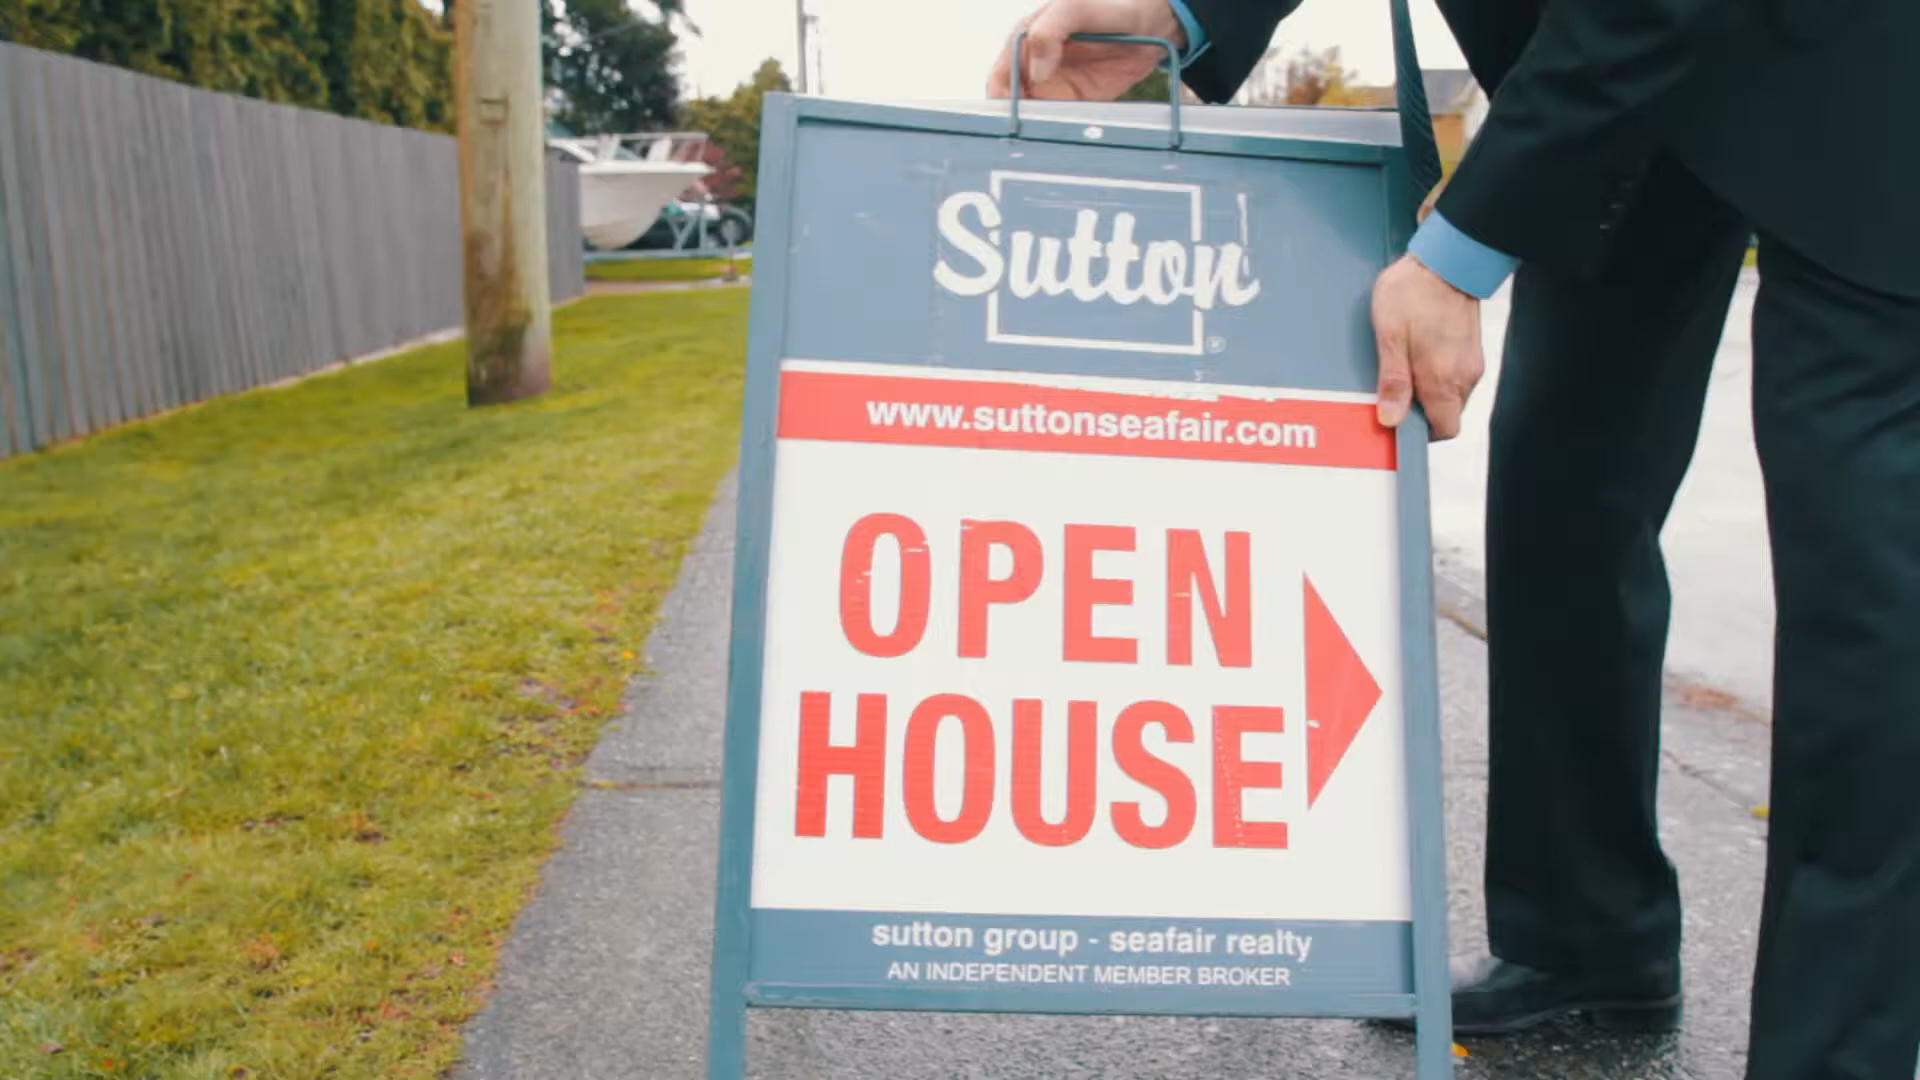 Sutton
www.suttonseafair.com
OPEN
HOUSE
sutton group - seafair realty
AN INDEPENDENT MEMBER BROKER